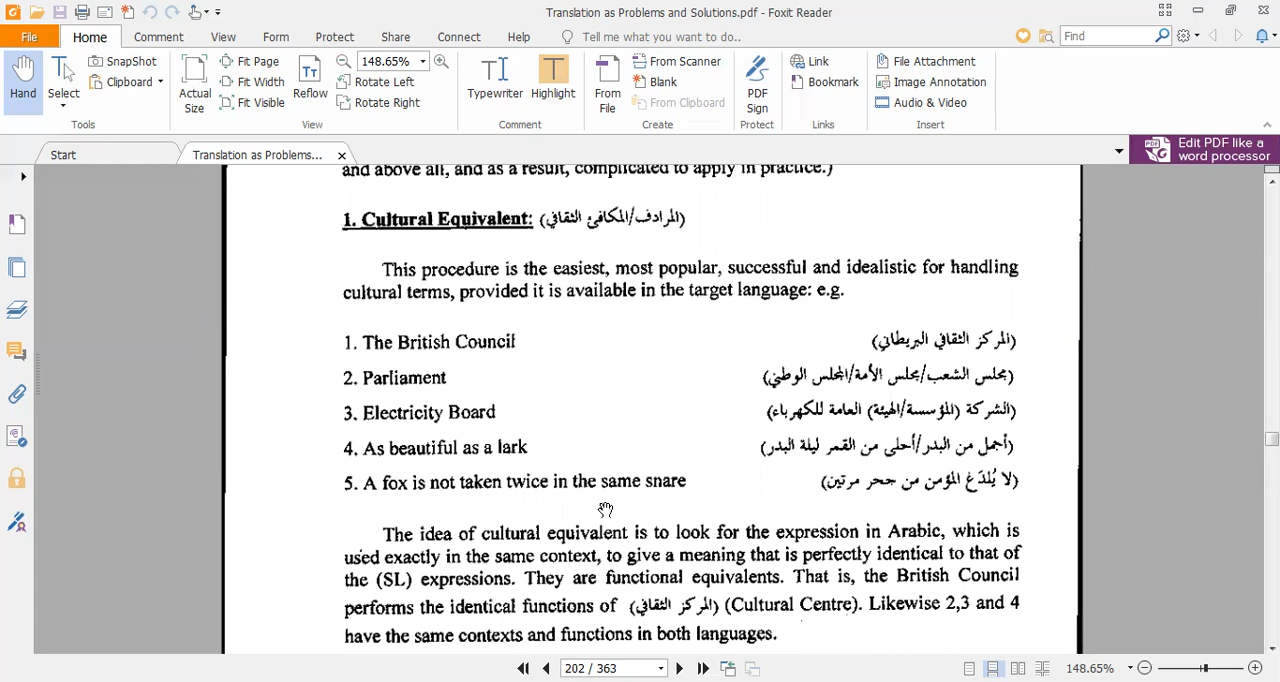 Translation as Problems and Solutions.pdf - Foxit Reader
File Home Comment View Form Protect Share Connect Help Tell me what you want to do.. Find
SnapShot Fit Page 148.65% From Scanner Link File Attachment
Clipboard Fit Width Rotate Left Blank Bookmark Image Annotation
Hand Select Actual Size Fit Visible Reflow Rotate Right Typewriter Highlight From File From Clipboard PDF Sign Audio & Video
Tools View Comment Create Protect Links Insert
Start Translation as Problems... Edit PDF like a word processor
and above all, and as a result, complicated to apply in practice.)
1. Cultural Equivalent: (المرادف/المكافئ الثقافي)
This procedure is the easiest, most popular, successful and idealistic for handling
cultural terms, provided it is available in the target language: e.g.
1. The British Council (المركز الثقافي البريطاني)
2. Parliament (مجلس الشعب/مجلس الأمة/المجلس الوطني)
3. Electricity Board (الشركة (المؤسسة/الهيئة) العامة للكهرباء)
4. As beautiful as a lark (أجمل من البدر/أحلى من القمر ليلة البدر)
5. A fox is not taken twice in the same snare (لا يُلدَغ المؤمن من جحر مرتين)
The idea of cultural equivalent is to look for the expression in Arabic, which is
used exactly in the same context, to give a meaning that is perfectly identical to that of
the (SL) expressions. They are functional equivalents. That is, the British Council
performs the identical functions of (المركز الثقافي) (Cultural Centre). Likewise 2,3 and 4
have the same contexts and functions in both languages.
202 / 363 148.65%